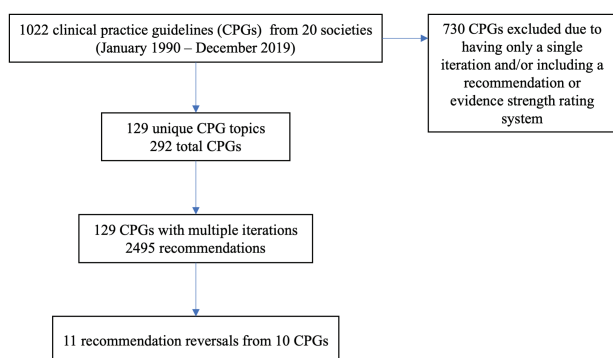 1022 clinical practice guidelines (CPGs) from 20 societies
(January 1990 – December 2019)
730 CPGs excluded due to
having only a single
iteration and/or including a
recommendation or
evidence strength rating
system
129 unique CPG topics
292 total CPGs
129 CPGs with multiple iterations
2495 recommendations
11 recommendation reversals from 10 CPGs